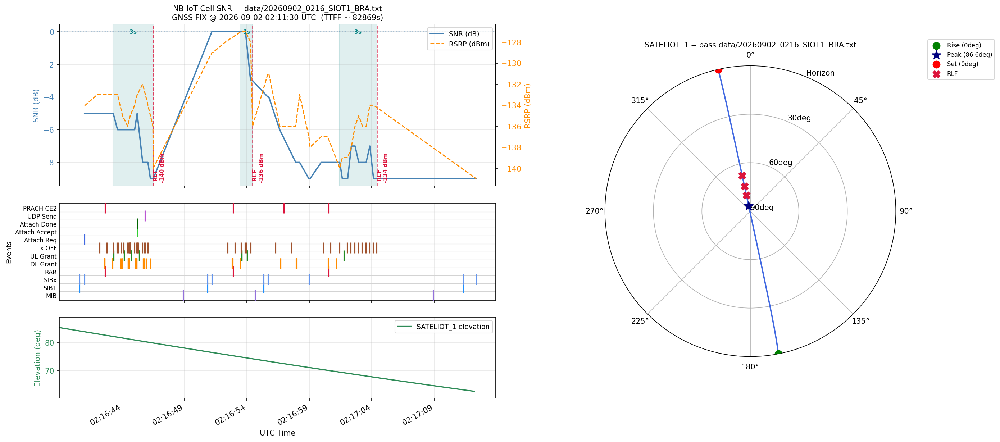 NB-IoT Cell SNR  |  data/20260902_0216_SIOT1_BRA.txt
GNSS FIX @ 2026-09-02 02:11:30 UTC  (TTFF ~ 82869s)
SNR (dB)
0
−2
−4
−6
−8
3s
1s
3s
RLF
-140 dBm
RLF
-136 dBm
RLF
-134 dBm
SNR (dB)
RSRP (dBm)
−128
−130
−132
−134
−136
−138
−140
RSRP (dBm)
Events
PRACH CE2
UDP Send
Attach Done
Attach Accept
Attach Req
Tx OFF
UL Grant
DL Grant
RAR
SIBx
SIB1
MIB
Elevation (deg)
80
70
SATELIOT_1 elevation
02:16:44
02:16:49
02:16:54
02:16:59
02:17:04
02:17:09
UTC Time
SATELIOT_1 -- pass data/20260902_0216_SIOT1_BRA.txt
0°
45°
90°
135°
180°
225°
270°
315°
Horizon
30deg
60deg
90deg
Rise (0deg)
Peak (86.6deg)
Set (0deg)
RLF